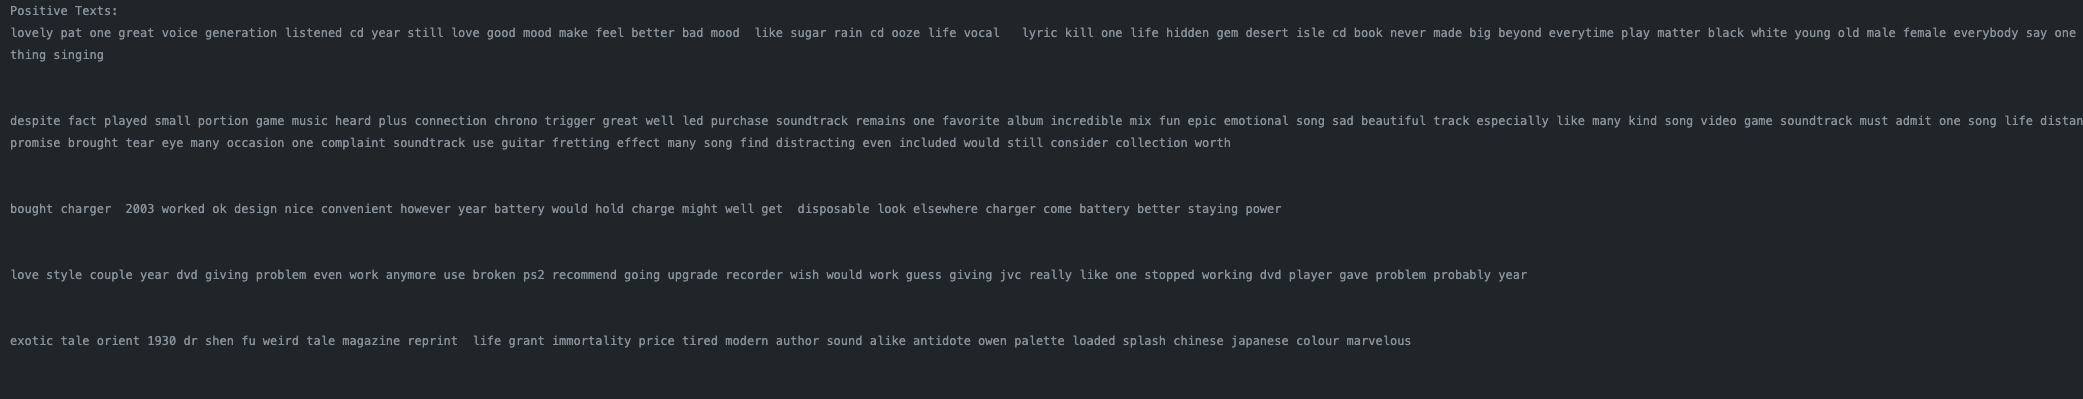 Positive Texts:
lovely pat one great voice generation listened cd year still love good mood make feel better bad mood  like sugar rain cd ooze life vocal   lyric kill one life hidden gem desert isle cd book never made big beyond everytime play matter black white young old male female everybody say one
thing singing
despite fact played small portion game music heard plus connection chrono trigger great well led purchase soundtrack remains one favorite album incredible mix fun epic emotional song sad beautiful track especially like many kind song video game soundtrack must admit one song life distan
promise brought tear eye many occasion one complaint soundtrack use guitar fretting effect many song find distracting even included would still consider collection worth
bought charger  2003 worked ok design nice convenient however year battery would hold charge might well get  disposable look elsewhere charger come battery better staying power
love style couple year dvd giving problem even work anymore use broken ps2 recommend going upgrade recorder wish would work guess giving jvc really like one stopped working dvd player gave problem probably year
exotic tale orient 1930 dr shen fu weird tale magazine reprint  life grant immortality price tired modern author sound alike antidote owen palette loaded splash chinese japanese colour marvelous